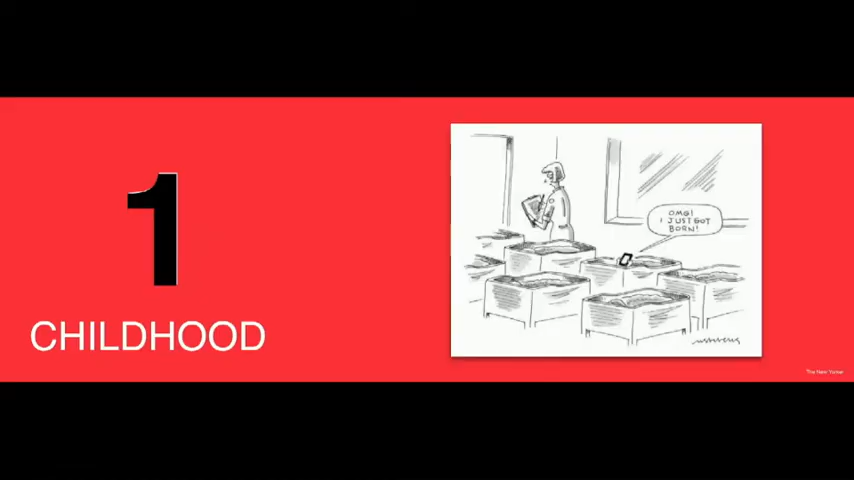 1
CHILDHOOD
OMG!
I JUST GOT
BORN!
The New Yorker